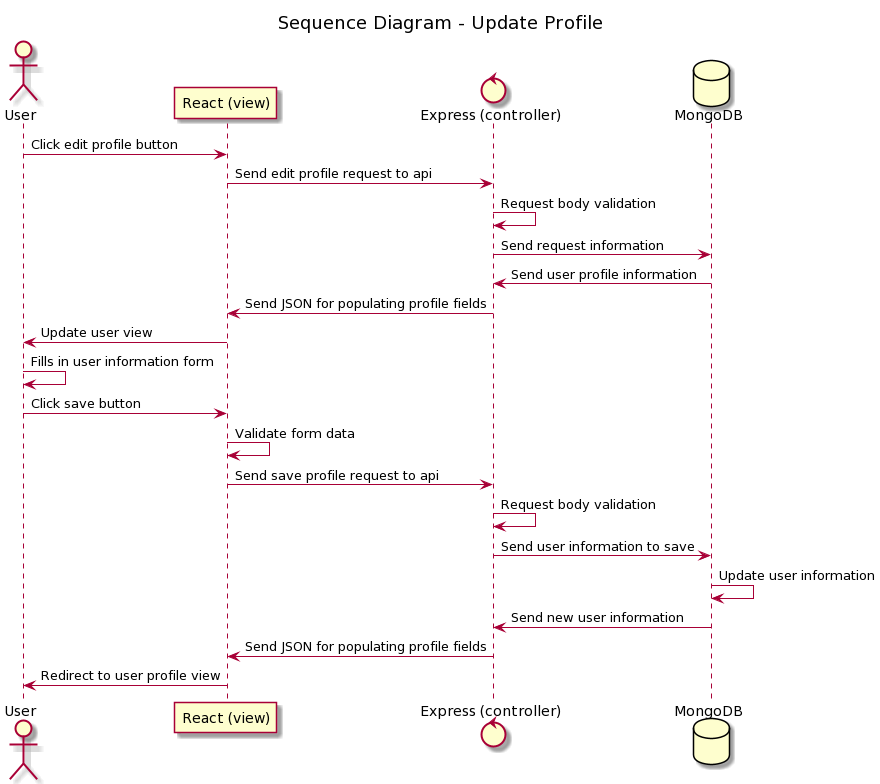 Sequence Diagram - Update Profile
User
React (view)
Express (controller)
MongoDB
Click edit profile button
Send edit profile request to api
Request body validation
Send request information
Send user profile information
Send JSON for populating profile fields
Update user view
Fills in user information form
Click save button
Validate form data
Send save profile request to api
Request body validation
Send user information to save
Update user information
Send new user information
Send JSON for populating profile fields
Redirect to user profile view
User
React (view)
Express (controller)
MongoDB